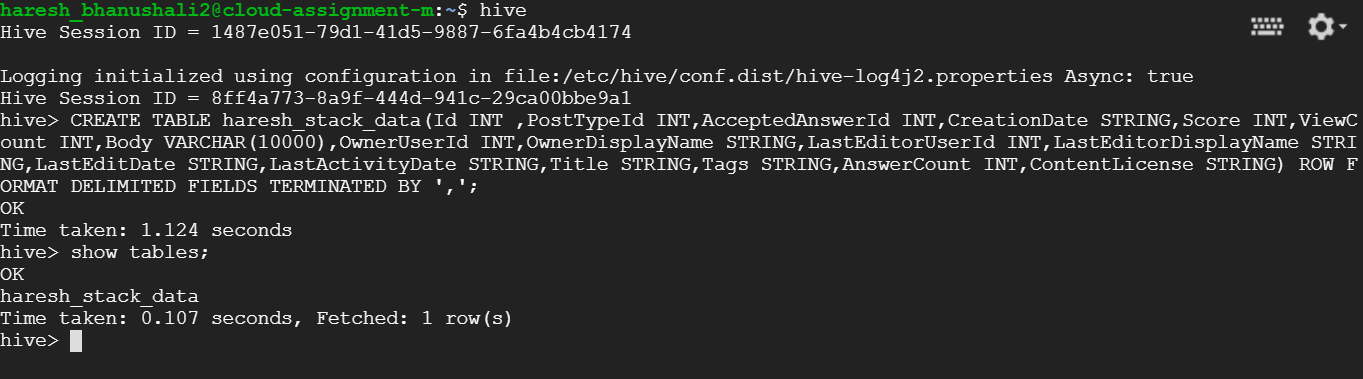 haresh_bhanushali2@cloud-assignment-m:~$ hive
Hive Session ID = 1487e051-79d1-41d5-9887-6fa4b4cb4174
Logging initialized using configuration in file:/etc/hive/conf.dist/hive-log4j2.properties Async: true
Hive Session ID = 8ff4a773-8a9f-444d-941c-29ca00bbe9a1
hive> CREATE TABLE haresh_stack_data(Id INT ,PostTypeId INT,AcceptedAnswerId INT,CreationDate STRING,Score INT,ViewC
ount INT,Body VARCHAR(10000),OwnerUserId INT,OwnerDisplayName STRING,LastEditorUserId INT,LastEditorDisplayName STRI
NG,LastEditDate STRING,LastActivityDate STRING,Title STRING,Tags STRING,AnswerCount INT,ContentLicense STRING) ROW F
ORMAT DELIMITED FIELDS TERMINATED BY ',';
OK
Time taken: 1.124 seconds
hive> show tables;
OK
haresh_stack_data
Time taken: 0.107 seconds, Fetched: 1 row(s)
hive>